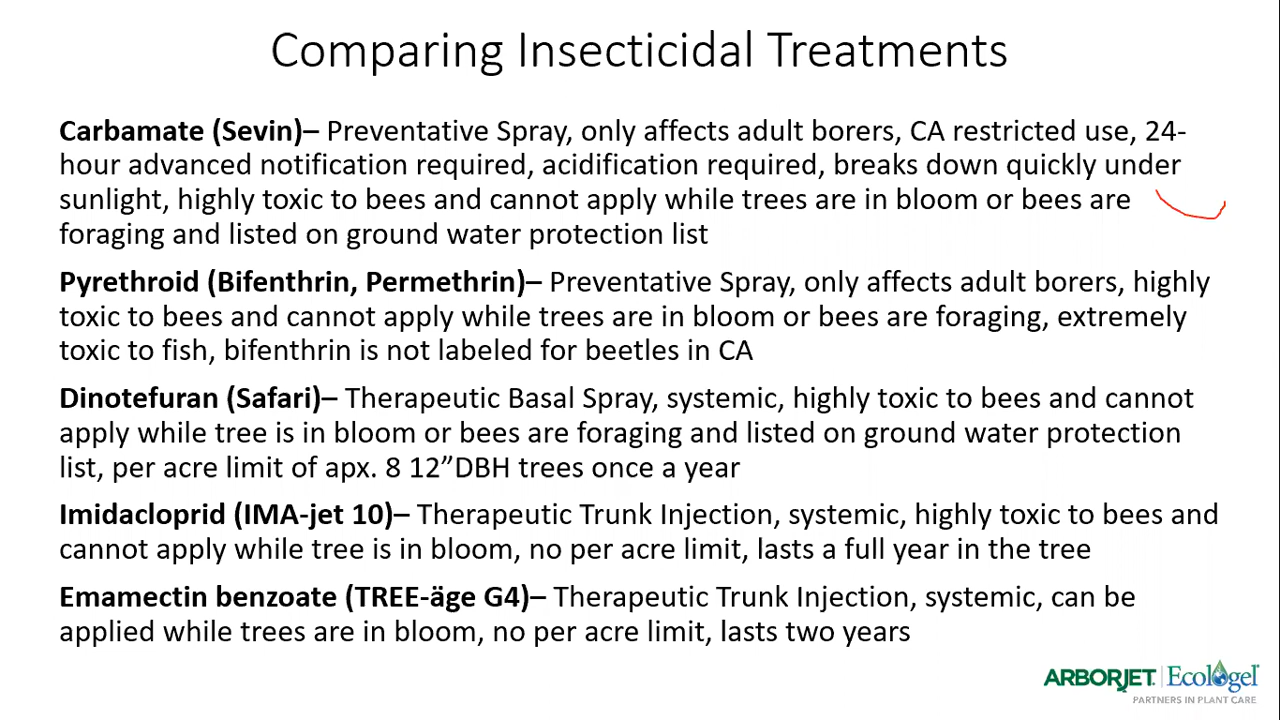 Comparing Insecticidal Treatments
Carbamate (Sevin)– Preventative Spray, only affects adult borers, CA restricted use, 24-
hour advanced notification required, acidification required, breaks down quickly under
sunlight, highly toxic to bees and cannot apply while trees are in bloom or bees are
foraging and listed on ground water protection list
Pyrethroid (Bifenthrin, Permethrin)– Preventative Spray, only affects adult borers, highly
toxic to bees and cannot apply while trees are in bloom or bees are foraging, extremely
toxic to fish, bifenthrin is not labeled for beetles in CA
Dinotefuran (Safari)– Therapeutic Basal Spray, systemic, highly toxic to bees and cannot
apply while tree is in bloom or bees are foraging and listed on ground water protection
list, per acre limit of apx. 8 12”DBH trees once a year
Imidacloprid (IMA-jet 10)– Therapeutic Trunk Injection, systemic, highly toxic to bees and
cannot apply while tree is in bloom, no per acre limit, lasts a full year in the tree
Emamectin benzoate (TREE-äge G4)– Therapeutic Trunk Injection, systemic, can be
applied while trees are in bloom, no per acre limit, lasts two years
ARBORJET | Ecologel
PARTNERS IN PLANT CARE